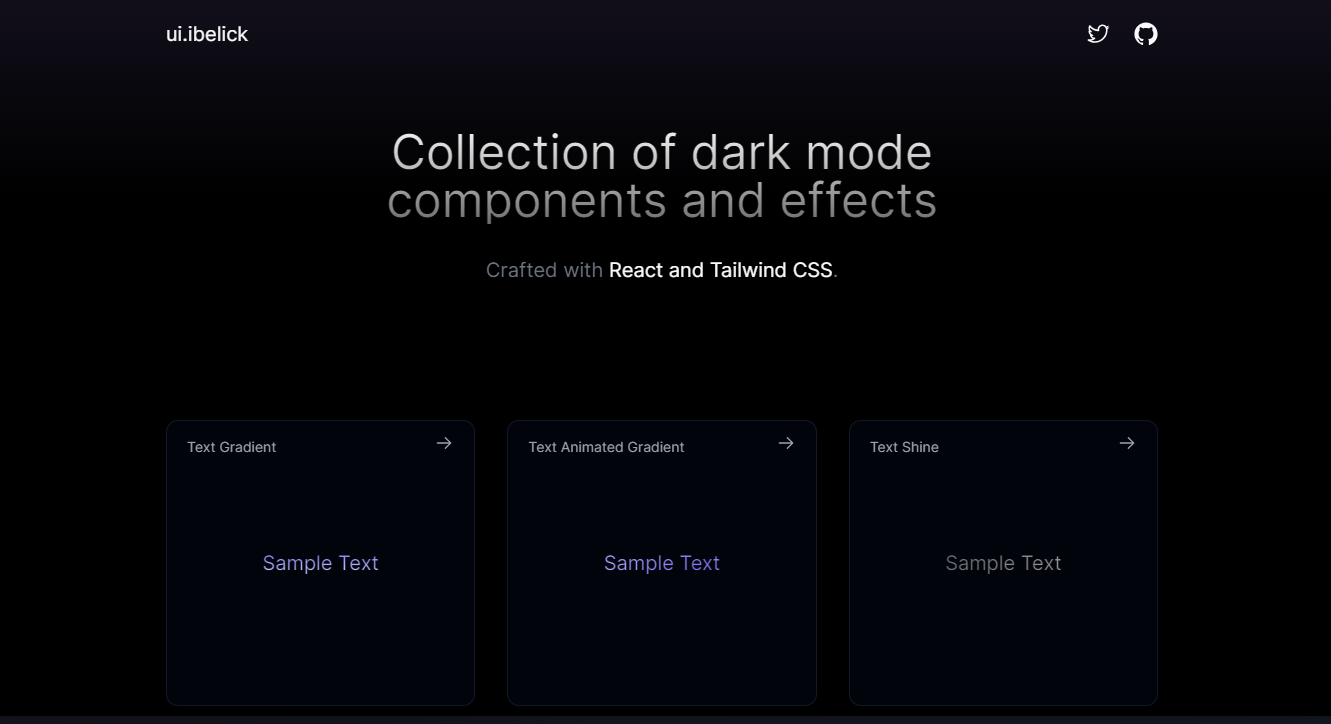 ui.ibelick
Collection of dark mode
components and effects
Crafted with React and Tailwind CSS.
Text Gradient
Sample Text
Text Animated Gradient
Sample Text
Text Shine
Sample Text